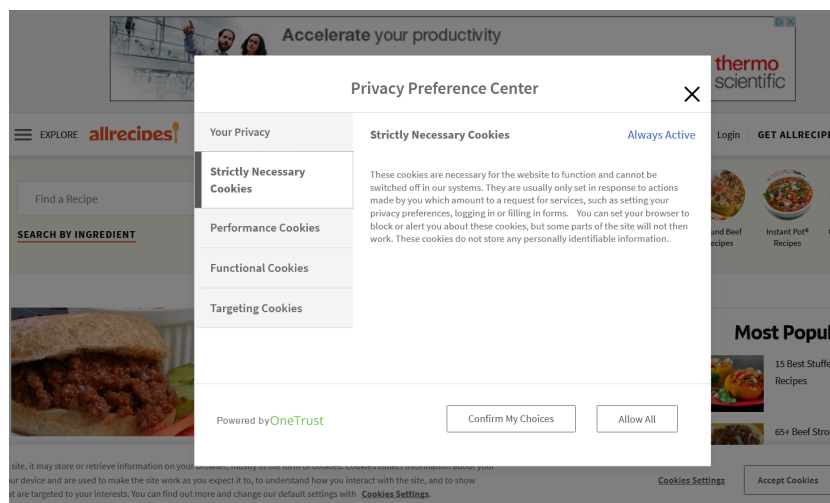 Accelerate your productivity
thermo
scientific
Privacy Preference Center
EXPLORE allrecipes
Login GET ALLRECIPE
Your Privacy
Strictly Necessary
Cookies
Performance Cookies
Functional Cookies
Targeting Cookies
Strictly Necessary Cookies
Always Active
These cookies are necessary for the website to function and cannot be
switched off in our systems. They are usually only set in response to actions
made by you which amount to a request for services, such as setting your
privacy preferences, logging in or filling in forms. You can set your browser to
block or alert you about these cookies, but some parts of the site will not then
work. These cookies do not store any personally identifiable information.
Find a Recipe
SEARCH BY INGREDIENT
und Beef
ecipes
Instant Pot®
Recipes
Most Popul
15 Best Stuffe
Recipes
65+ Beef Stro
Powered by OneTrust
Confirm My Choices
Allow All
site, it may store or retrieve information on your browser, mostly in the form of cookies. Cookies collect information about your
ur device and are used to make the site work as you expect it to, to understand how you interact with the site, and to show
at are targeted to your interests. You can find out more and change our default settings with Cookies Settings.
Cookies Settings
Accept Cookies